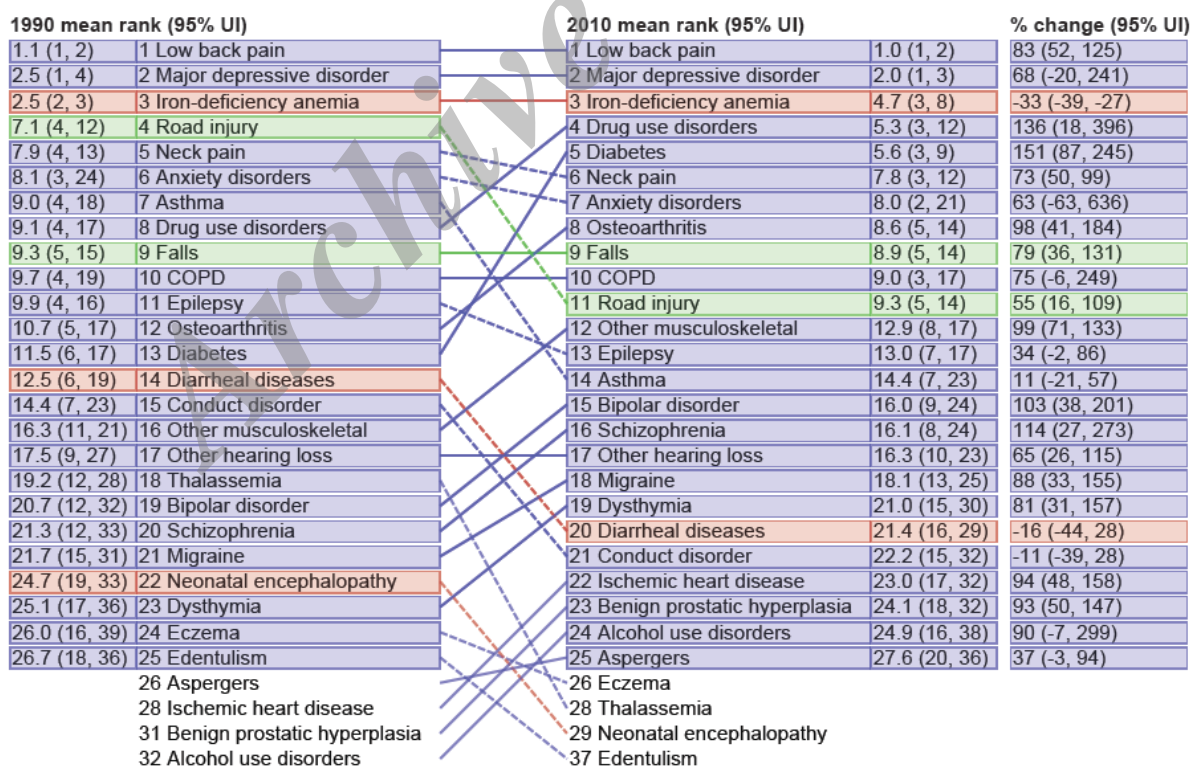 1990 mean rank (95% UI) 2010 mean rank (95% UI) % change (95% UI)
1.1 (1, 2) 1 Low back pain 1 Low back pain 1.0 (1, 2) 83 (52, 125)
2.5 (1, 4) 2 Major depressive disorder 2 Major depressive disorder 2.0 (1, 3) 68 (-20, 241)
2.5 (2, 3) 3 Iron-deficiency anemia 3 Iron-deficiency anemia 4.7 (3, 8) -33 (-39, -27)
7.1 (4, 12) 4 Road injury 4 Drug use disorders 5.3 (3, 12) 136 (18, 396)
7.9 (4, 13) 5 Neck pain 5 Diabetes 5.6 (3, 9) 151 (87, 245)
8.1 (3, 24) 6 Anxiety disorders 6 Neck pain 7.8 (3, 12) 73 (50, 99)
9.0 (4, 18) 7 Asthma 7 Anxiety disorders 8.0 (2, 21) 63 (-63, 636)
9.1 (4, 17) 8 Drug use disorders 8 Osteoarthritis 8.6 (5, 14) 98 (41, 184)
9.3 (5, 15) 9 Falls 9 Falls 8.9 (5, 14) 79 (36, 131)
9.7 (4, 19) 10 COPD 10 COPD 9.0 (3, 17) 75 (-6, 249)
9.9 (4, 16) 11 Epilepsy 11 Road injury 9.3 (5, 14) 55 (16, 109)
10.7 (5, 17) 12 Osteoarthritis 12 Other musculoskeletal 12.9 (8, 17) 99 (71, 133)
11.5 (6, 17) 13 Diabetes 13 Epilepsy 13.0 (7, 17) 34 (-2, 86)
12.5 (6, 19) 14 Diarrheal diseases 14 Asthma 14.4 (7, 23) 11 (-21, 57)
14.4 (7, 23) 15 Conduct disorder 15 Bipolar disorder 16.0 (9, 24) 103 (38, 201)
16.3 (11, 21) 16 Other musculoskeletal 16 Schizophrenia 16.1 (8, 24) 114 (27, 273)
17.5 (9, 27) 17 Other hearing loss 17 Other hearing loss 16.3 (10, 23) 65 (26, 115)
19.2 (12, 28) 18 Thalassemia 18 Migraine 18.1 (13, 25) 88 (33, 155)
20.7 (12, 32) 19 Bipolar disorder 19 Dysthymia 21.0 (15, 30) 81 (31, 157)
21.3 (12, 33) 20 Schizophrenia 20 Diarrheal diseases 21.4 (16, 29) -16 (-44, 28)
21.7 (15, 31) 21 Migraine 21 Conduct disorder 22.2 (15, 32) -11 (-39, 28)
24.7 (19, 33) 22 Neonatal encephalopathy 22 Ischemic heart disease 23.0 (17, 32) 94 (48, 158)
25.1 (17, 36) 23 Dysthymia 23 Benign prostatic hyperplasia 24.1 (18, 32) 93 (50, 147)
26.0 (16, 39) 24 Eczema 24 Alcohol use disorders 24.9 (16, 38) 90 (-7, 299)
26.7 (18, 36) 25 Edentulism 25 Aspergers 27.6 (20, 36) 37 (-3, 94)
26 Aspergers 26 Eczema
28 Ischemic heart disease 28 Thalassemia
31 Benign prostatic hyperplasia 29 Neonatal encephalopathy
32 Alcohol use disorders 37 Edentulism
Archive